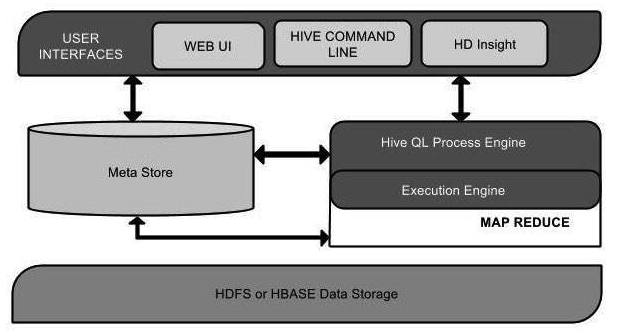 USER
INTERFACES
WEB UI
HIVE COMMAND
LINE
HD Insight
Meta Store
Hive QL Process Engine
Execution Engine
MAP REDUCE
HDFS or HBASE Data Storage